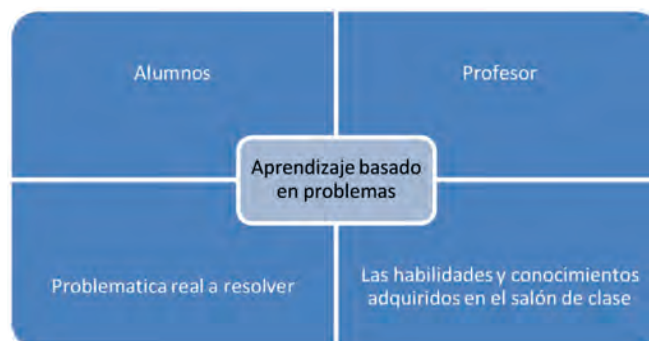 Alumnos
Profesor
Aprendizaje basado
en problemas
Problematica real a resolver
Las habilidades y conocimientos
adquiridos en el salón de clase